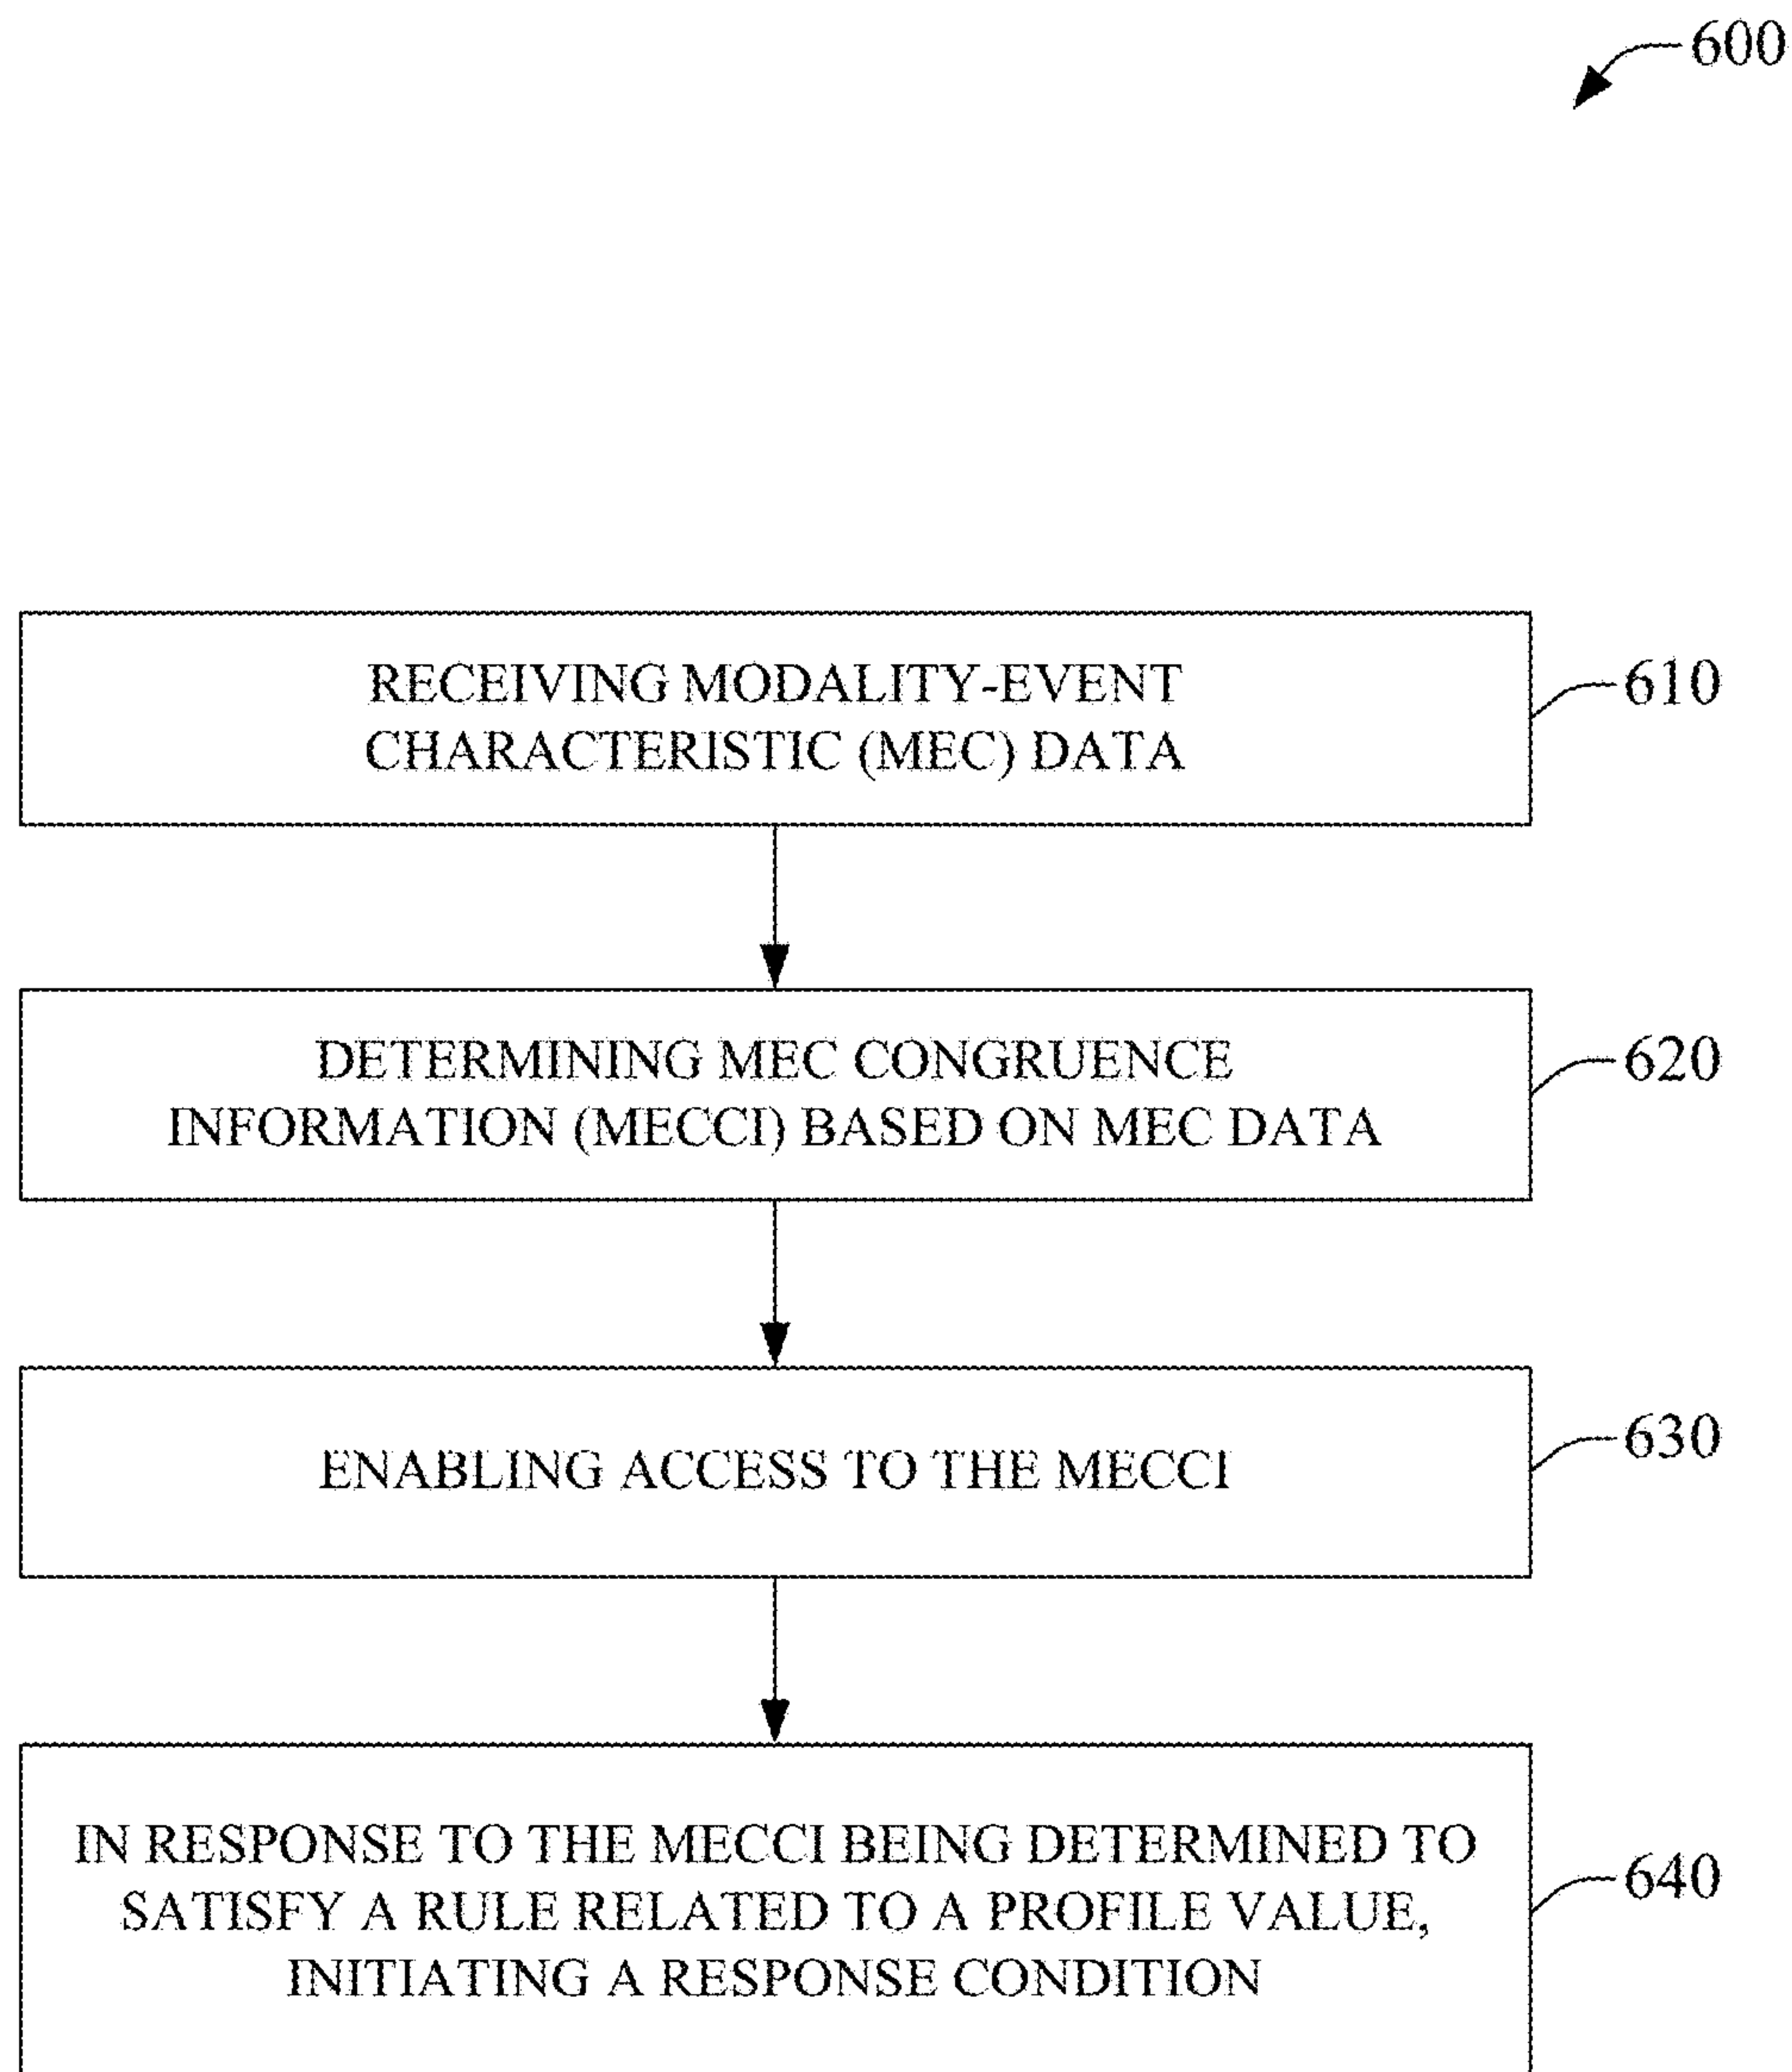 600
RECEIVING MODALITY-EVENT
CHARACTERISTIC (MEC) DATA
610
DETERMINING MEC CONGRUENCE
INFORMATION (MECCI) BASED ON MEC DATA
620
ENABLING ACCESS TO THE MECCI
630
IN RESPONSE TO THE MECCI BEING DETERMINED TO
SATISFY A RULE RELATED TO A PROFILE VALUE,
INITIATING A RESPONSE CONDITION
640